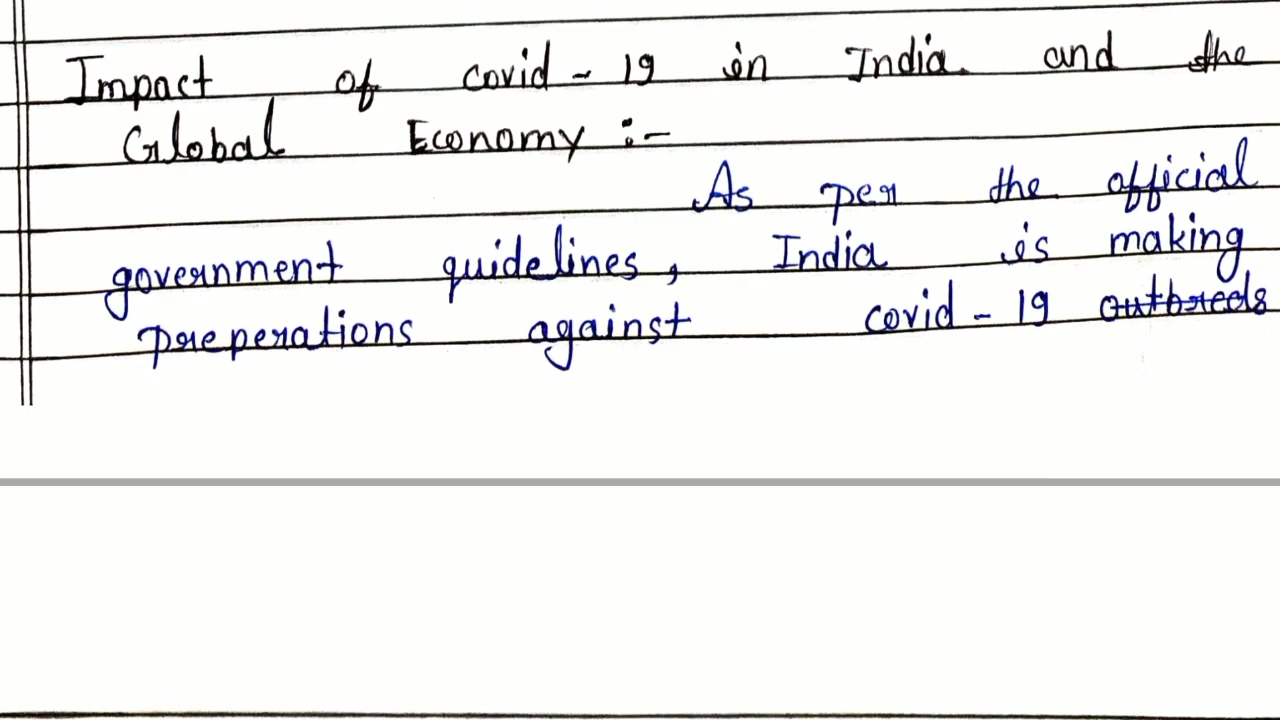 Impact of covid - 19 in India and the
Global Economy :-
As per the official
government guidelines, India is making
preperations against covid - 19 outbreeds